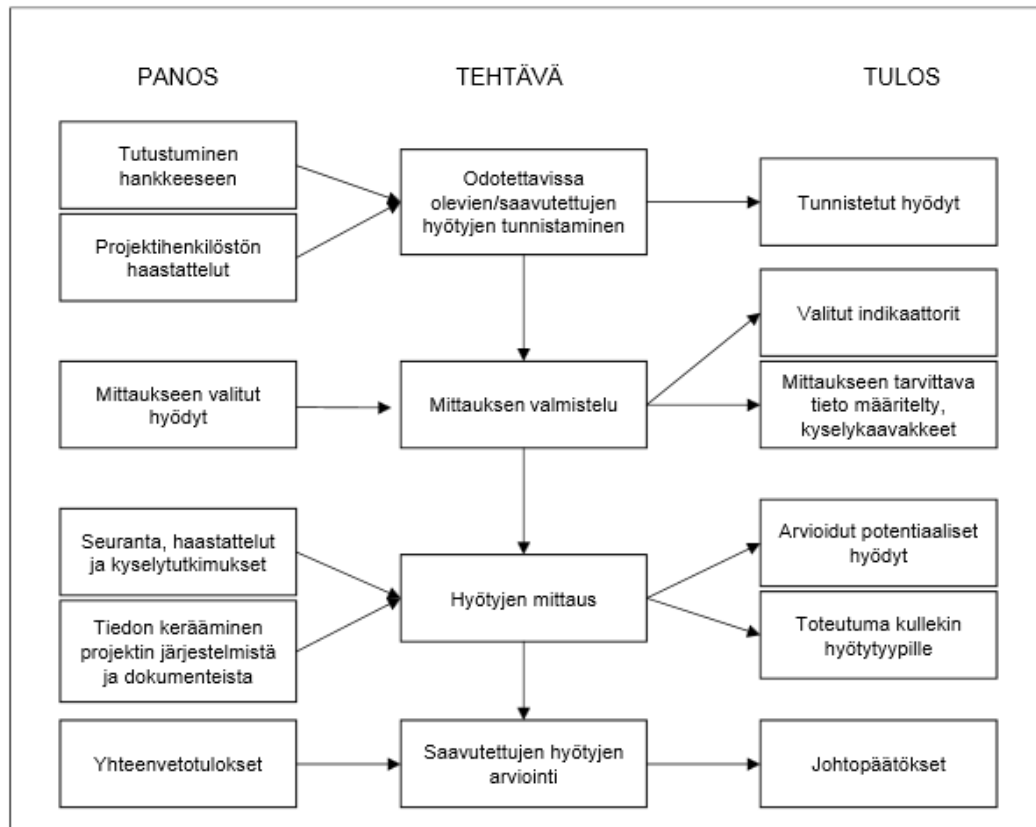 PANOS
TEHTÄVÄ
TULOS
Tutustuminen
hankkeeseen
Projektihenkilöstön
haastattelut
Odotettavissa
olevien/saavutettujen
hyötyjen tunnistaminen
Tunnistetut hyödyt
Mittaukseen valitut
hyödyt
Mittauksen valmistelu
Valitut indikaattorit
Mittaukseen tarvittava
tieto määritelty,
kyselykaavakkeet
Seuranta, haastattelut
ja kyselytutkimukset
Tiedon kerääminen
projektin järjestelmistä
ja dokumenteista
Hyötyjen mittaus
Arvioidut potentiaaliset
hyödyt
Toteutuma kullekin
hyötytyypille
Yhteenvetotulokset
Saavutettujen hyötyjen
arviointi
Johtopäätökset